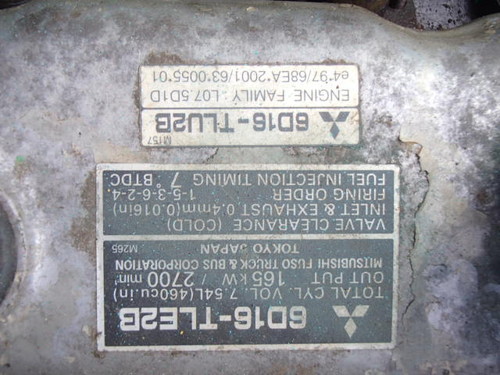 6D16-TLE2B
TOTAL CYL. VOL. 7.54L(460cu.in)
OUT PUT 165 kW / 2700 min⁻¹
MITSUBISHI FUSO TRUCK & BUS CORPORATION
TOKYO JAPAN M265
VALVE CLEARANCE (COLD)
INLET & EXHAUST 0.4mm(0.016in)
FIRING ORDER 1-5-3-6-2-4.
FUEL INJECTION TIMING 7° BTDC
M157
6D16-TLU2B
ENGINE FAMILY : L07.5D1D
e4*97/68EA*2001/63*0055*01